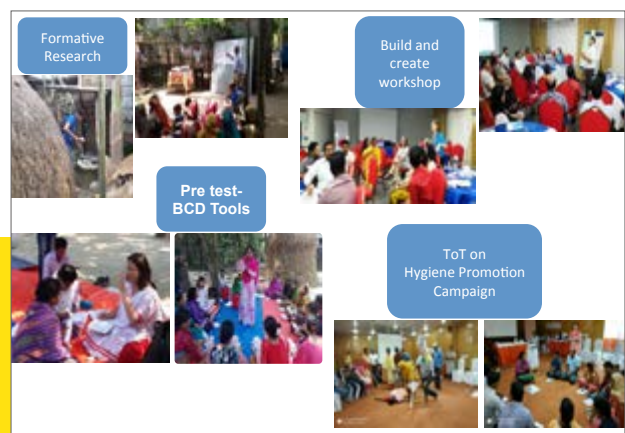 Formative
Research
Build and
create
workshop
Pre test-
BCD Tools
ToT on
Hygiene Promotion
Campaign